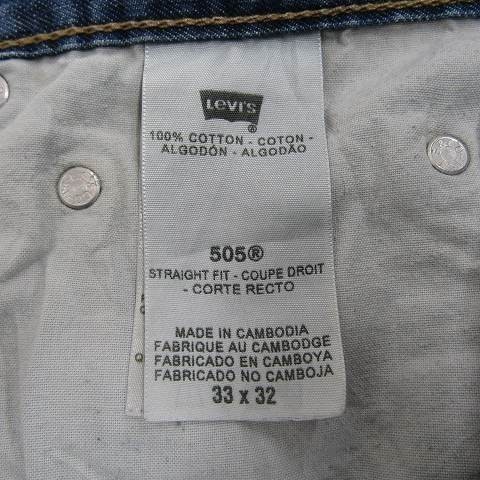 Levi's
®
100% COTTON - COTON -
ALGODÓN - ALGODÃO
505®
STRAIGHT FIT - COUPE DROIT
- CORTE RECTO
MADE IN CAMBODIA
FABRIQUE AU CAMBODGE
FABRICADO EN CAMBOYA
FABRICADO NO CAMBOJA
33 x 32